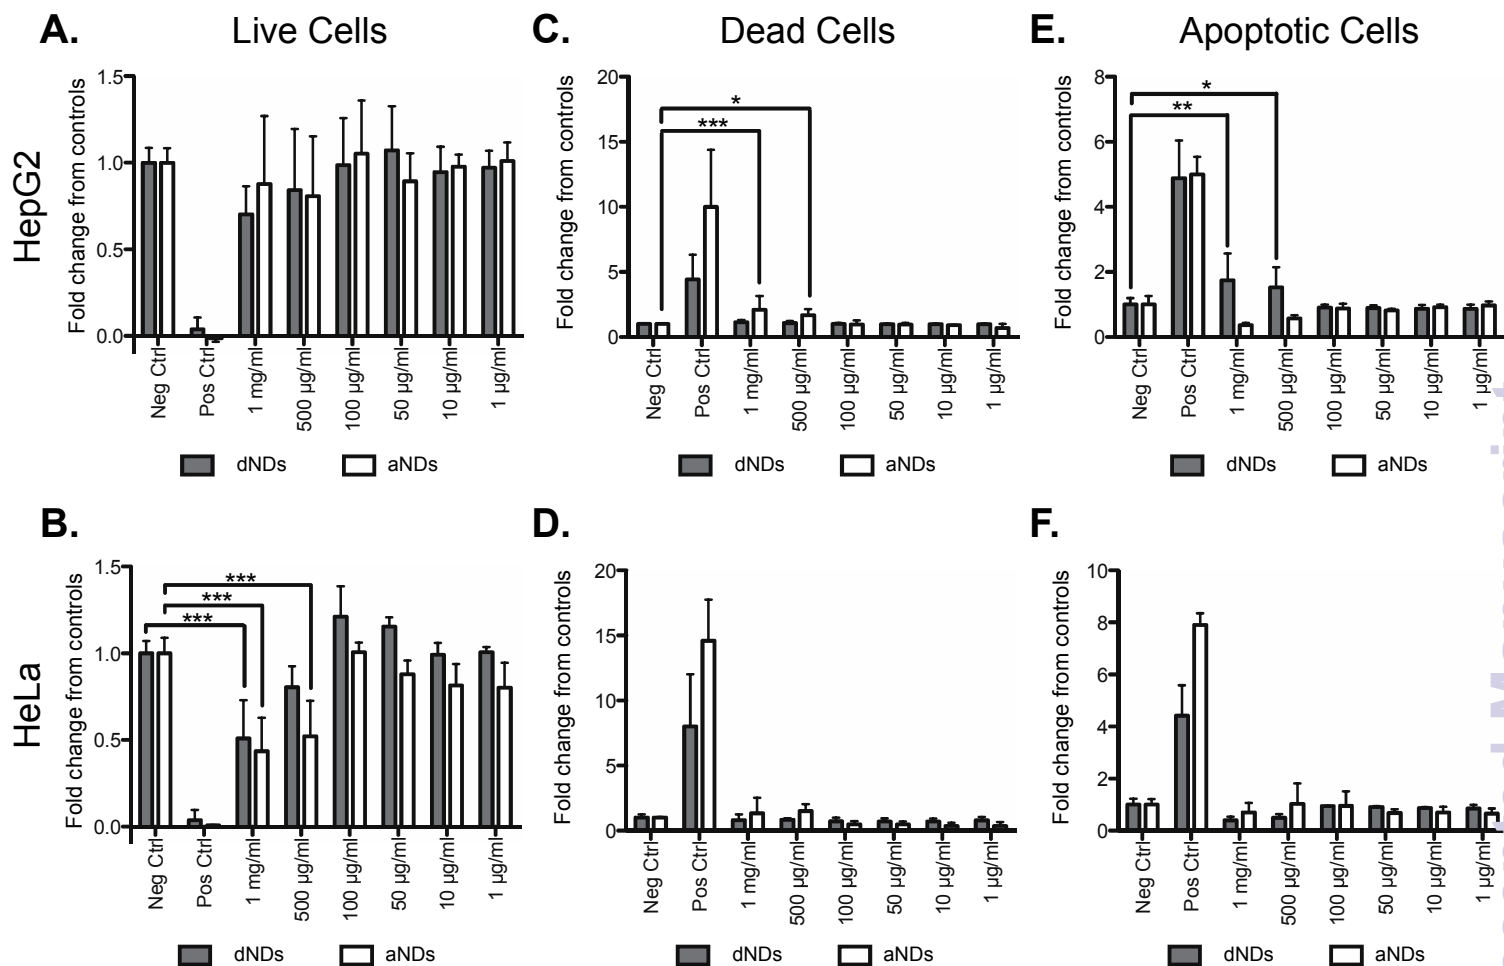 A. Live Cells C. Dead Cells E. Apoptotic Cells
HepG2
Fold change from controls
1.5
1.0
0.5
0.0
Neg Ctrl
Pos Ctrl
1 mg/ml
500 µg/ml
100 µg/ml
50 µg/ml
10 µg/ml
1 µg/ml
dNDs aNDs
Fold change from controls
20
15
10
5
0
*
***
Neg Ctrl
Pos Ctrl
1 mg/ml
500 µg/ml
100 µg/ml
50 µg/ml
10 µg/ml
1 µg/ml
dNDs aNDs
Fold change from controls
8
6
4
2
0
*
**
Neg Ctrl
Pos Ctrl
1 mg/ml
500 µg/ml
100 µg/ml
50 µg/ml
10 µg/ml
1 µg/ml
dNDs aNDs
B. D. F.
HeLa
Fold change from controls
1.5
1.0
0.5
0.0
***
***
***
Neg Ctrl
Pos Ctrl
1 mg/ml
500 µg/ml
100 µg/ml
50 µg/ml
10 µg/ml
1 µg/ml
dNDs aNDs
Fold change from controls
20
15
10
5
0
Neg Ctrl
Pos Ctrl
1 mg/ml
500 µg/ml
100 µg/ml
50 µg/ml
10 µg/ml
1 µg/ml
dNDs aNDs
Fold change from controls
10
8
6
4
2
0
Neg Ctrl
Pos Ctrl
1 mg/ml
500 µg/ml
100 µg/ml
50 µg/ml
10 µg/ml
1 µg/ml
dNDs aNDs